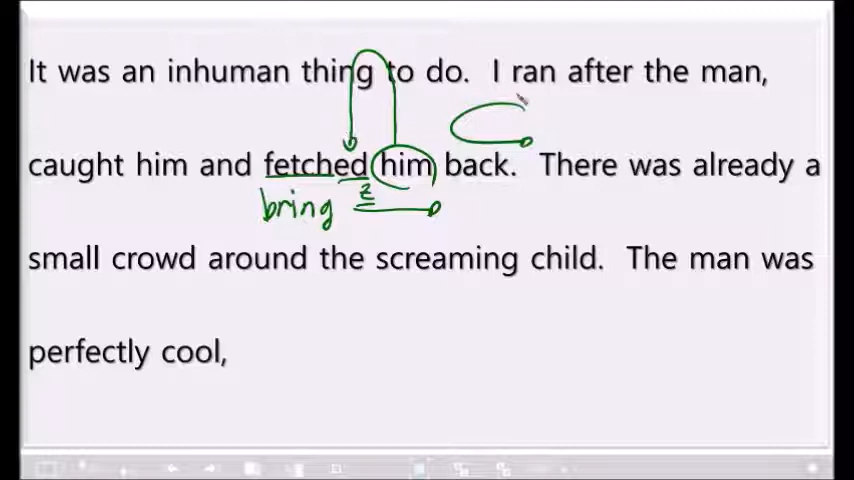 It was an inhuman thing to do. I ran after the man,
caught him and fetched him back. There was already a
bring
small crowd around the screaming child. The man was
perfectly cool,